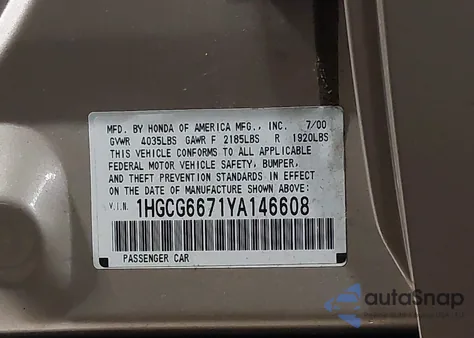 MFD. BY HONDA OF AMERICA MFG., INC. 7/00
GVWR 4035LBS GAWR F 2185LBS R 1920LBS
THIS VEHICLE CONFORMS TO ALL APPLICABLE
FEDERAL MOTOR VEHICLE SAFETY, BUMPER,
AND THEFT PREVENTION STANDARDS IN EFFECT
ON THE DATE OF MANUFACTURE SHOWN ABOVE:
V.I.N. 1HGCG6671YA146608
PASSENGER CAR
autoSnap